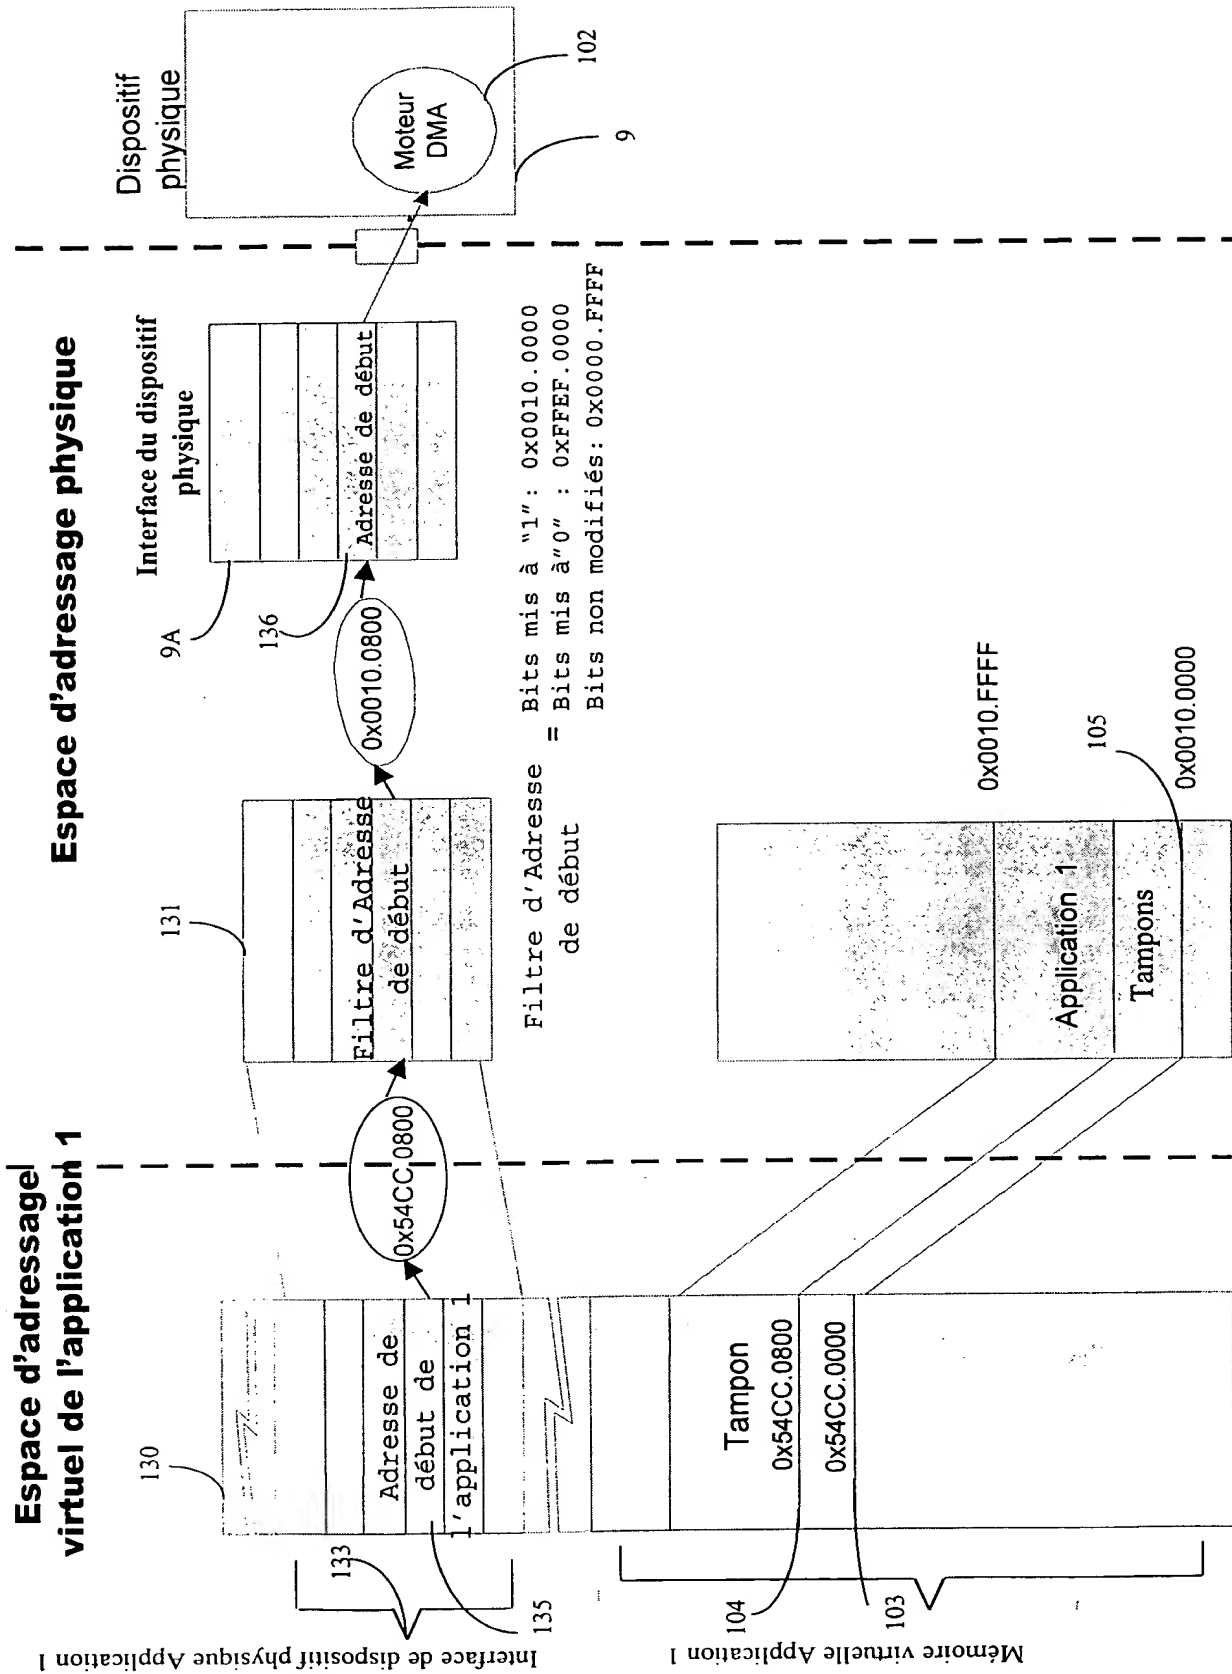 Espace d'adressage
virtuel de l'application 1
Espace d'adressage physique
Dispositif
physique
130
Interface de dispositif physique Application 1
133
135
Adresse de
début de
l'application 1
0x54CC.0800
131
Filtre d'Adresse
de début
0x0010.0800
9A
136
Interface du dispositif
physique
Adresse de début
Moteur
DMA
102
9
Filtre d'Adresse
de début
=
Bits mis à "1": 0x0010.0000
Bits mis à"0" : 0xFFEF.0000
Bits non modifiés: 0x0000.FFFF
Mémoire virtuelle Application 1
104
103
Tampon
0x54CC.0800
0x54CC.0000
Application 1
Tampons
0x0010.FFFF
105
0x0010.0000